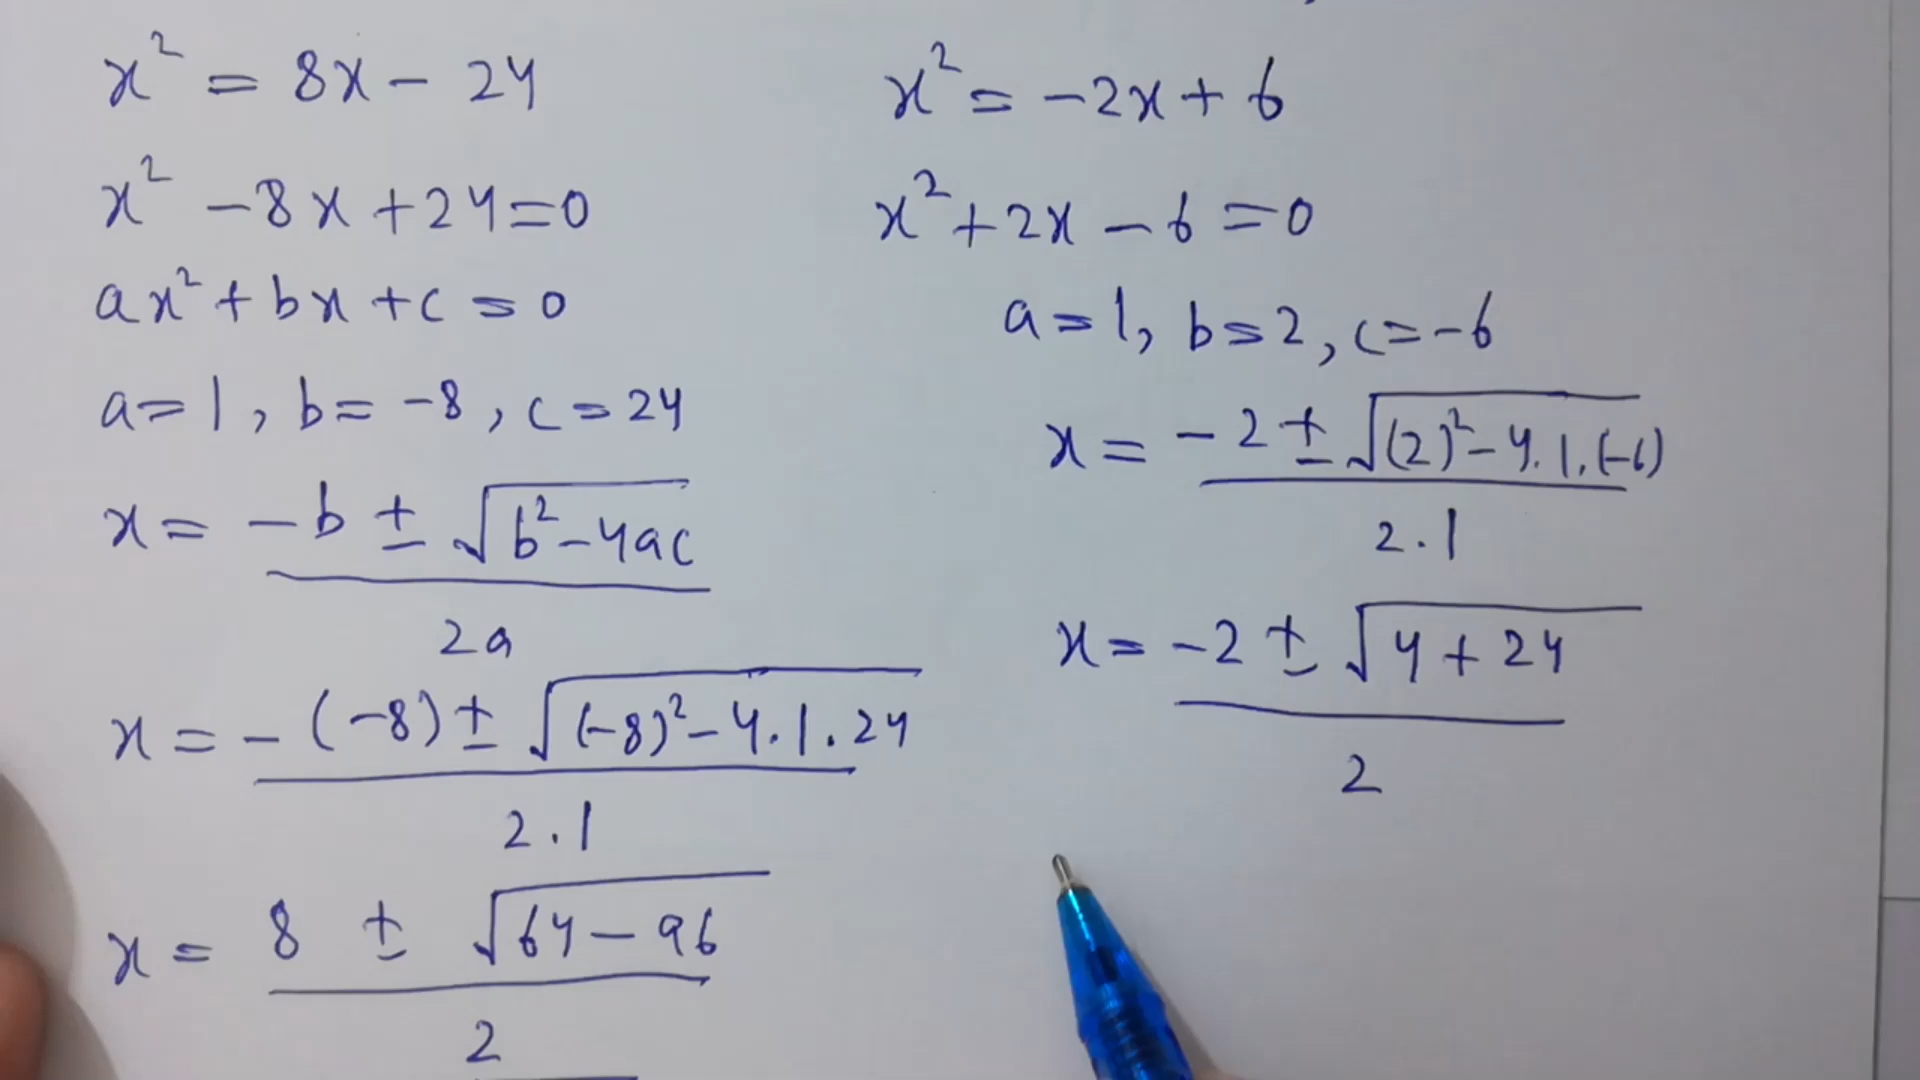 x² = 8x - 24
x² - 8x + 24 = 0
ax² + bx + c = 0
a = 1, b = -8, c = 24
x = -b ± √b² - 4ac
2a
x = -(-8) ± √(-8)² - 4.1.24
2.1
x = 8 ± √64 - 96
2
x² = -2x + 6
x² + 2x - 6 = 0
a = 1, b = 2, c = -6
x = -2 ± √(2)² - 4.1.(-6)
2.1
x = -2 ± √4 + 24
2